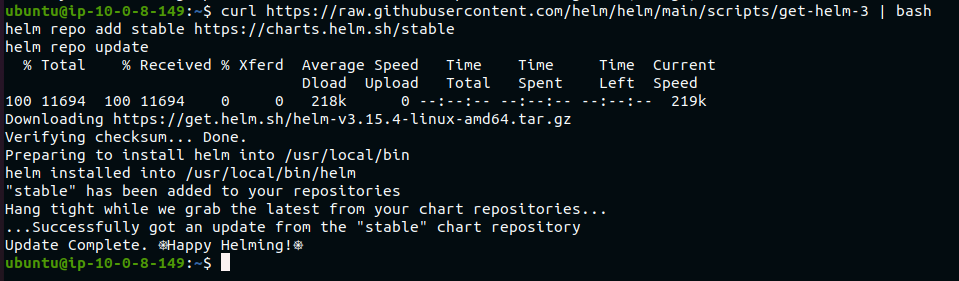 ubuntu@ip-10-0-8-149:~$ curl https://raw.githubusercontent.com/helm/helm/main/scripts/get-helm-3 | bash
helm repo add stable https://charts.helm.sh/stable
helm repo update
  % Total    % Received % Xferd  Average Speed   Time    Time     Time  Current
                                 Dload  Upload   Total   Spent    Left  Speed
100 11694  100 11694    0     0   218k      0 --:--:-- --:--:-- --:--:--  219k
Downloading https://get.helm.sh/helm-v3.15.4-linux-amd64.tar.gz
Verifying checksum... Done.
Preparing to install helm into /usr/local/bin
helm installed into /usr/local/bin/helm
"stable" has been added to your repositories
Hang tight while we grab the latest from your chart repositories...
...Successfully got an update from the "stable" chart repository
Update Complete. ⎈Happy Helming!⎈
ubuntu@ip-10-0-8-149:~$